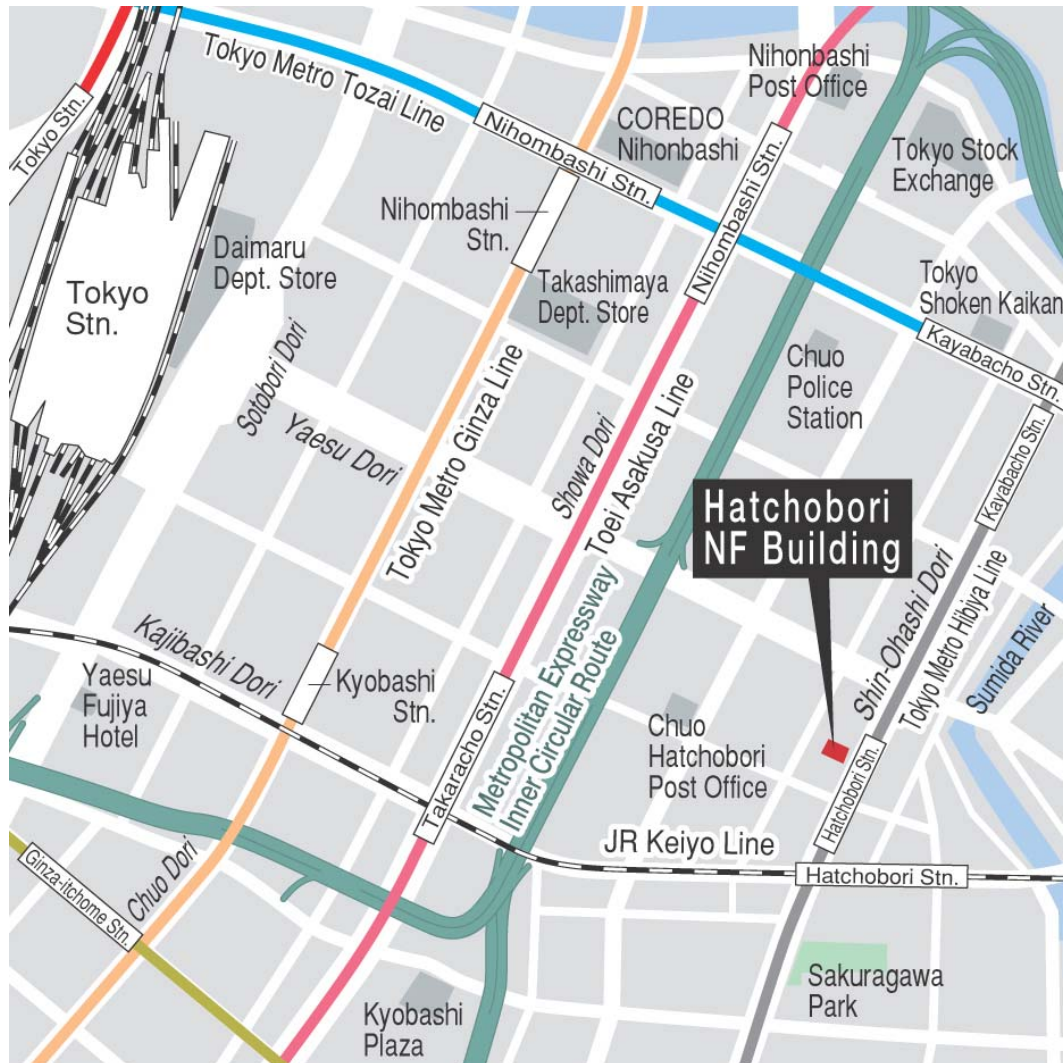 Tokyo Metro Tozai Line
Nihonbashi
Post Office
Tokyo Stn.
COREDO
Nihonbashi
Nihombashi Stn.
Nihombashi Stn.
Tokyo Stock
Exchange
Nihombashi
Stn.
Daimaru
Dept. Store
Tokyo
Stn.
Takashimaya
Dept. Store
Tokyo
Shoken Kaikan
Kayabacho Stn.
Chuo
Police
Station
Sotobori Dori
Yaesu Dori
Tokyo Metro Ginza Line
Showa Dori
Toei Asakusa Line
Kayabacho Stn.
Hatchobori
NF Building
Metropolitan Expressway
Inner Circular Route
Shin-Ohashi Dori
Tokyo Metro Hibiya Line
Sumida River
Kajibashi Dori
Yaesu
Fujiya
Hotel
Kyobashi
Stn.
Takaracho Stn.
Chuo
Hatchobori
Post Office
Hatchobori Stn.
JR Keiyo Line
Hatchobori Stn.
Chuo Dori
Ginza-itchome Stn.
Kyobashi
Plaza
Sakuragawa
Park